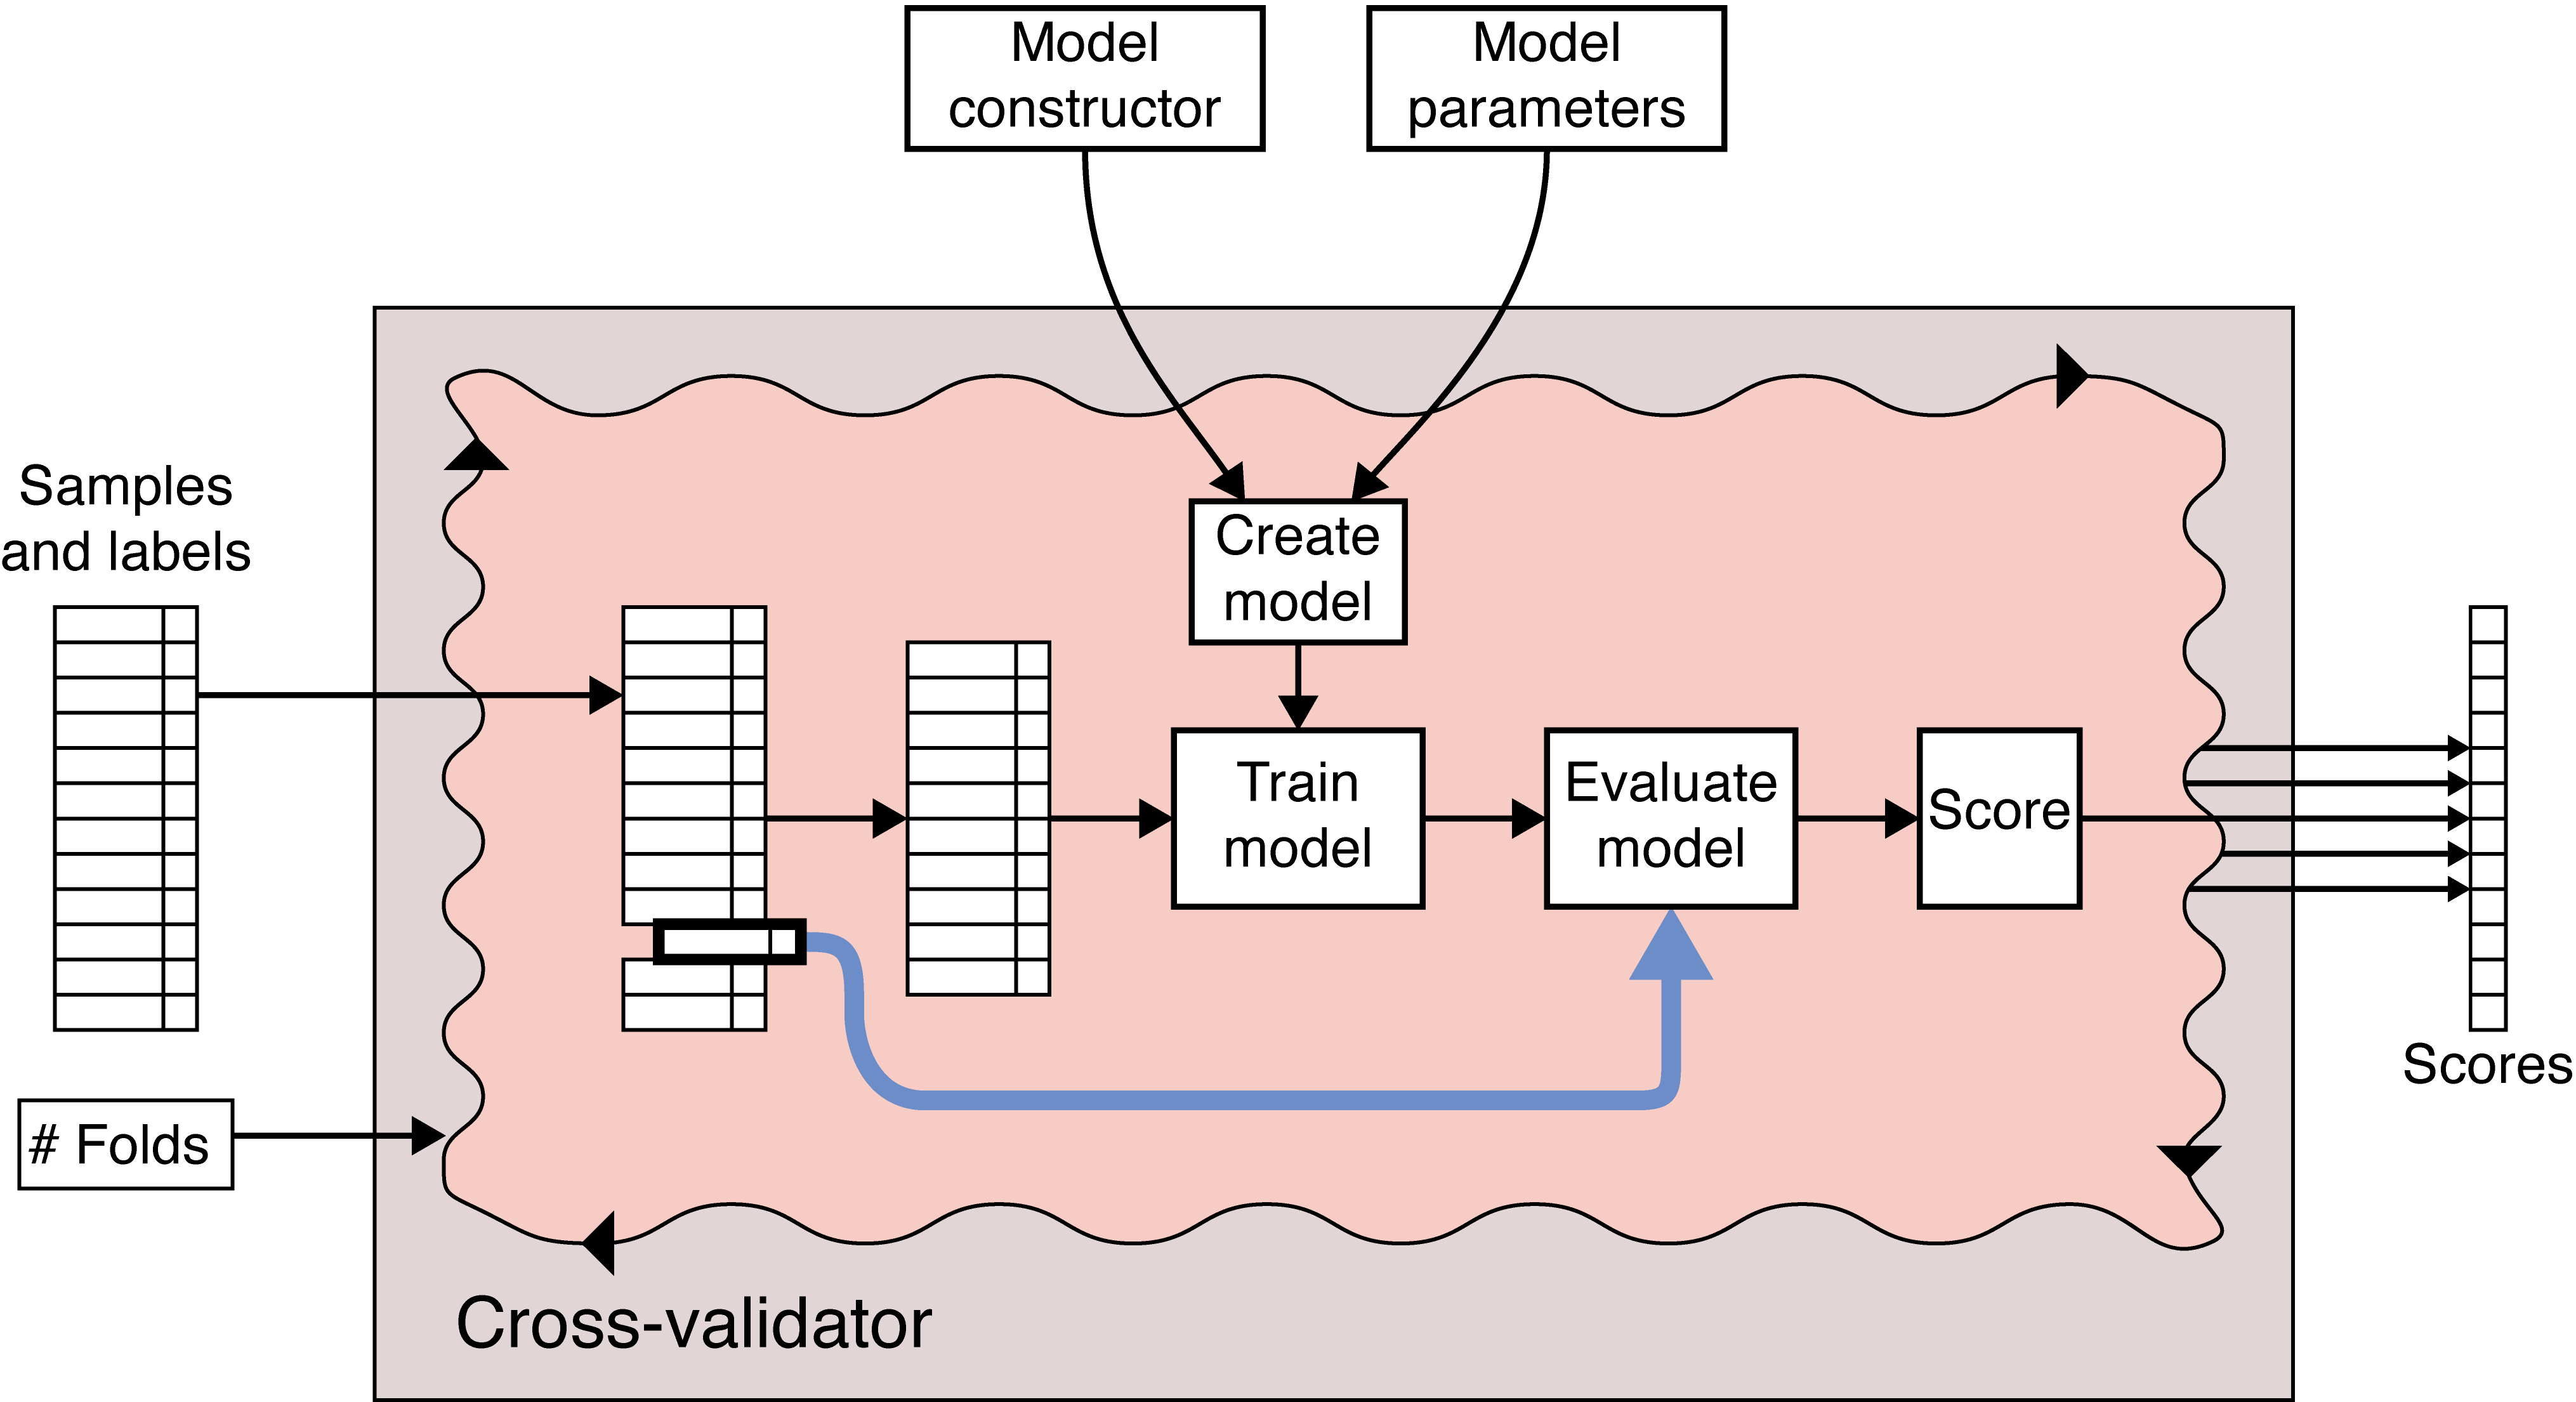 Model
constructor
Model
parameters
Samples
and labels
Create
model
Train
model
Evaluate
model
Score
Scores
# Folds
Cross-validator